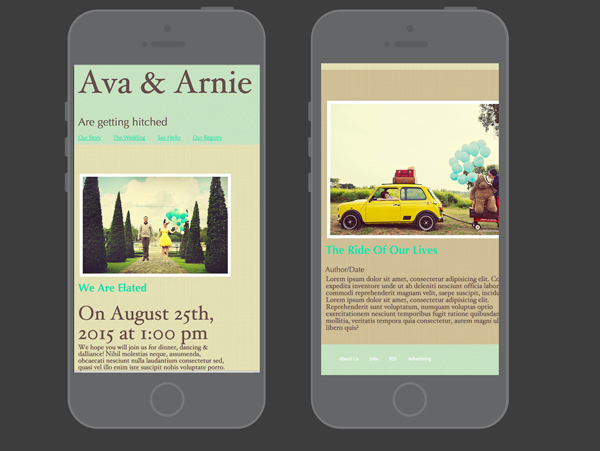 Ava & Arnie
Are getting hitched
Our Story The Wedding Say Hello Our Registry
We Are Elated
On August 25th,
2015 at 1:00 pm
We hope you will join us for dinner, dancing &
dalliance! Nihil molestias neque, assumenda,
obcaecati nesciunt nulla laudantium consectetur sed,
quasi vel illo enim iste suscipit nobis voluptate porro.
The Ride Of Our Lives
Author/Date
Lorem ipsum dolor sit amet, consectetur adipisicing elit. Co
expedita inventore unde ut ab deleniti nesciunt officia labor
commodi reprehenderit magnam velit, saepe suscipit, incidu
Lorem ipsum dolor sit amet, consectetur adipisicing elit.
Reprehenderit sunt voluptatum, numquam voluptas optio
exercitationem nesciunt temporibus fugit ratione quibusdam
mollitia, veritatis tempora quia consectetur, autem magni ul
libero quis?
About Us Jobs RSS Advertising